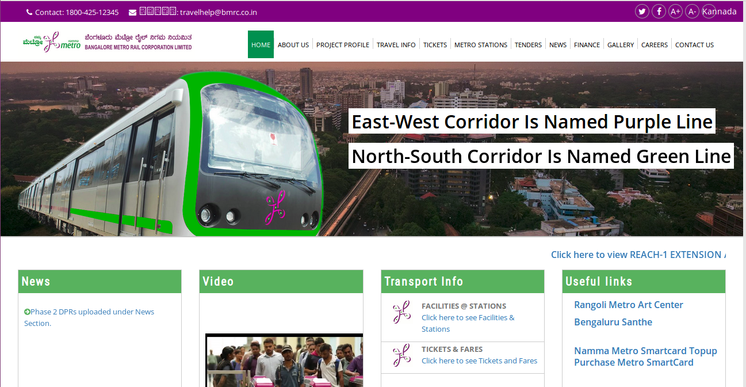 Contact: 1800-425-12345 : travelhelp@bmrc.co.in A+ A- Kannada
ನಮ್ಮ
ಮೆಟ್ರೋ metro
ಬೆಂಗಳೂರು ಮೆಟ್ರೋ ರೈಲ್ ನಿಗಮ ನಿಯಮಿತ
BANGALORE METRO RAIL CORPORATION LIMITED
HOME ABOUT US PROJECT PROFILE TRAVEL INFO TICKETS METRO STATIONS TENDERS NEWS FINANCE GALLERY CAREERS CONTACT US
East-West Corridor Is Named Purple Line
North-South Corridor Is Named Green Line
Click here to view REACH-1 EXTENSION
News
Phase 2 DPRs uploaded under News
Section.
Video
Transport Info
FACILITIES @ STATIONS
Click here to see Facilities &
Stations
TICKETS & FARES
Click here to see Tickets and Fares
Useful links
Rangoli Metro Art Center
Bengaluru Santhe
Namma Metro Smartcard Topup
Purchase Metro SmartCard